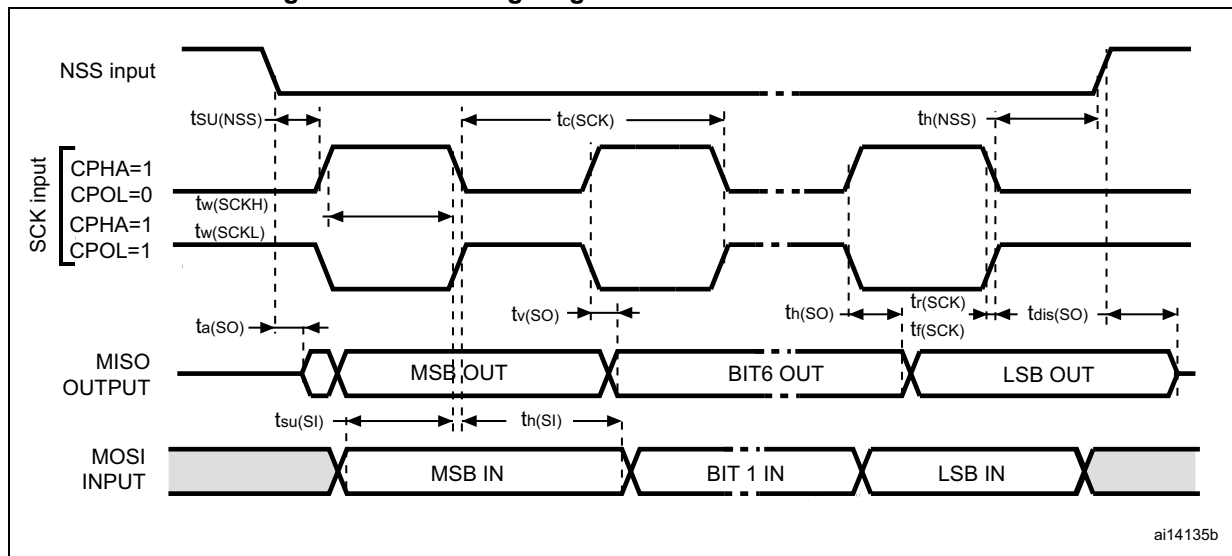 NSS input
tSU(NSS)
tc(SCK)
th(NSS)
SCK input
CPHA=1
CPOL=0
tw(SCKH)
CPHA=1
tw(SCKL)
CPOL=1
ta(SO)
tv(SO)
th(SO)
tr(SCK)
tf(SCK)
tdis(SO)
MISO
OUTPUT
MSB OUT
BIT6 OUT
LSB OUT
tsu(SI)
th(SI)
MOSI
INPUT
MSB IN
BIT 1 IN
LSB IN
ai14135b